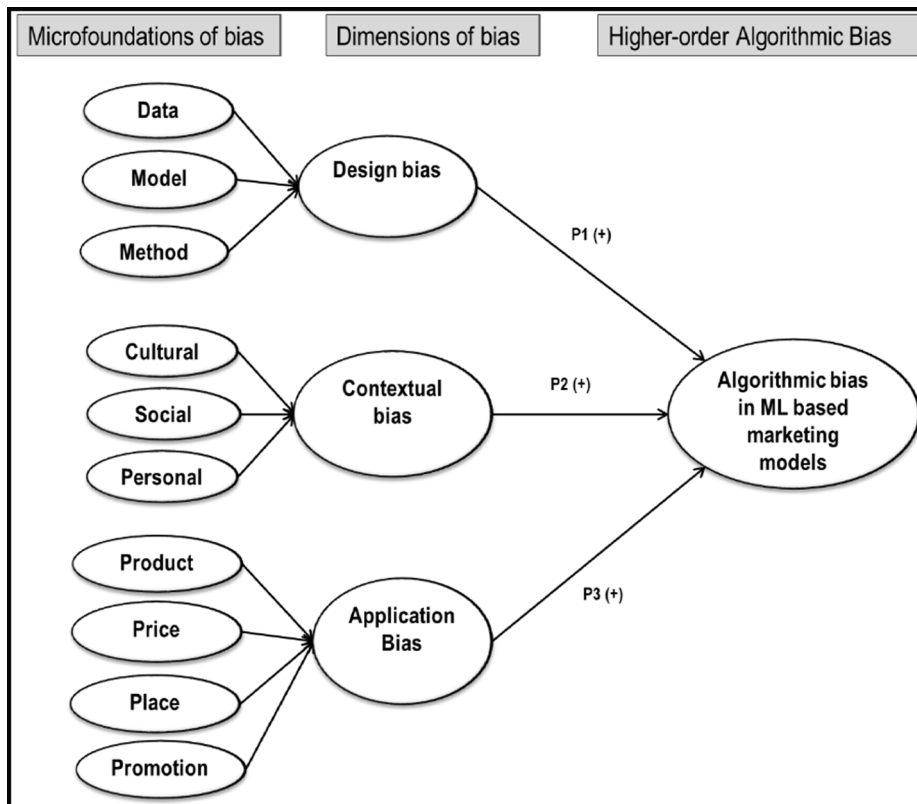 Microfoundations of bias
Dimensions of bias
Higher-order Algorithmic Bias
Data
Model
Method
Design bias
P1 (+)
Cultural
Social
Personal
Contextual
bias
P2 (+)
Algorithmic bias
in ML based
marketing
models
Product
Price
Place
Promotion
Application
Bias
P3 (+)